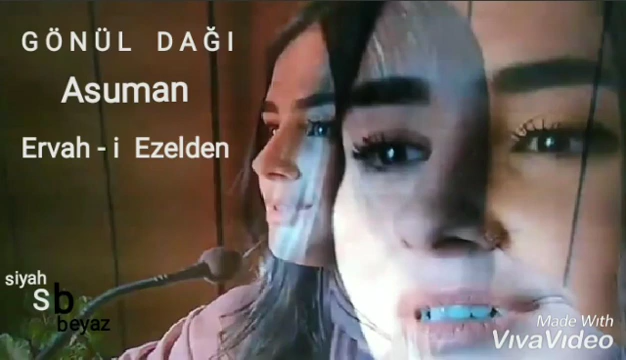 GÖNÜL DAĞI
Asuman
Ervah - i Ezelden
siyah
sb
beyaz
Made With
VivaVideo